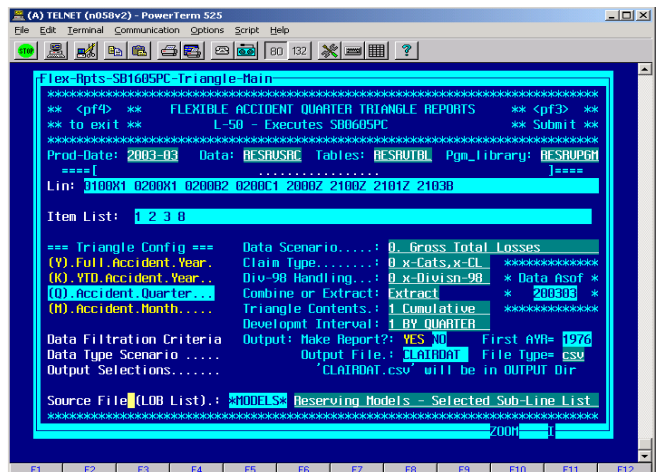 (A) TELNET (n058v2) - PowerTerm 525
File Edit Terminal Communication Options Script Help
STOP 80 132 ?
Flex-Rpts-SB1605PC-Triangle-Main
************************************************************************
** <pf4> ** FLEXIBLE ACCIDENT QUARTER TRIANGLE REPORTS ** <pf3> **
** to exit ** L-50 - Executes SB0605PC ** Submit **
************************************************************************
Prod-Date: 2003-03 Data: RESRVSRC Tables: RESRVTBL Pgm_library: RESRVPGM
====[ ................ ]====
Lin: 0100X1 0200X1 0200B2 0200C1 2000Z 2100Z 2101Z 2103B
Item List: 1 2 3 8
=== Triangle Config === Data Scenario.....: 0. Gross Total Losses
(Y).Full.Accident.Year. Claim Type........: 0 x-Cats,x-CL *************
(K).YTD.Accident.Year.. Div-98 Handling...: 0 x-Divisn-98 * Data Asof *
(Q).Accident.Quarter... Combine or Extract: Extract * 200303 *
(M).Accident.Month..... Triangle Contents.: 1 Cumulative *************
Developmt Interval: 1 BY QUARTER
Data Filtration Criteria Output: Make Report?: YES NO First AYR= 1976
Data Type Scenario ..... Output File.: CLAIRDAT File Type= csv
Output Selections....... 'CLAIRDAT.csv' will be in OUTPUT Dir
Source File (LOB List).: *MODELS* Reserving Models - Selected Sub-Line List
************************************************************************
ZOOM I
F1 F2 F3 F4 F5 F6 F7 F8 F9 F10 F11 F12